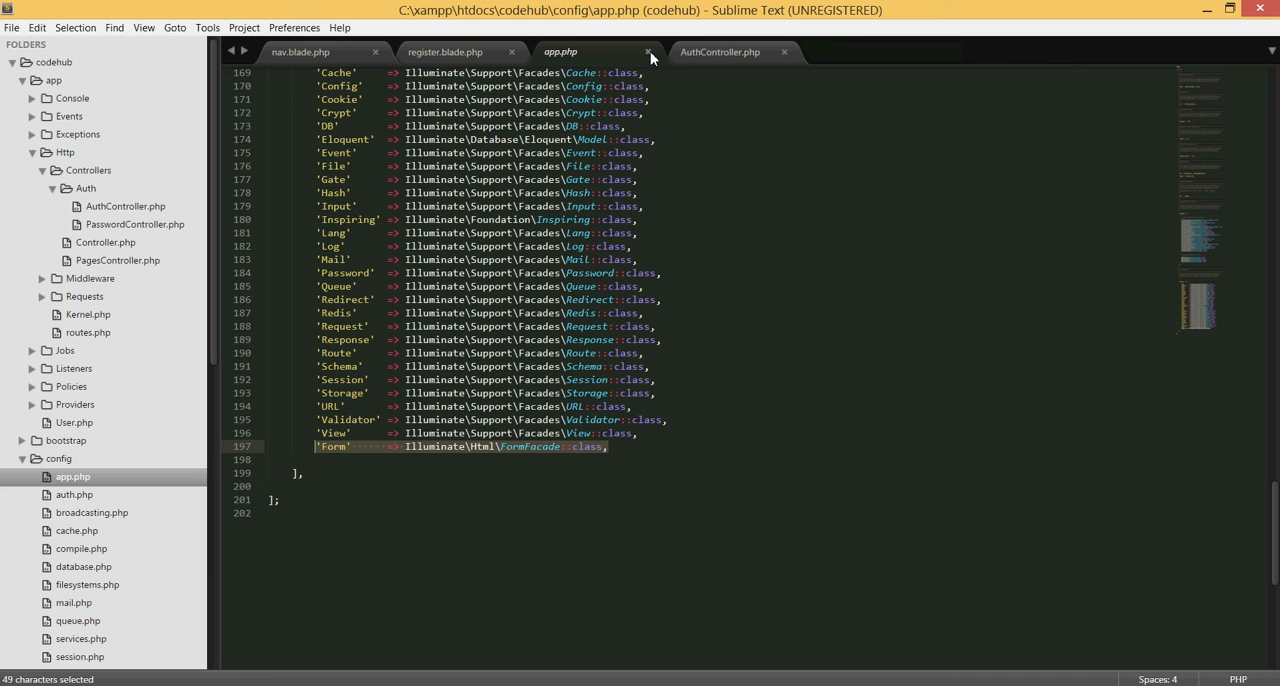 C:\xampp\htdocs\codehub\config\app.php (codehub) - Sublime Text (UNREGISTERED)
File Edit Selection Find View Goto Tools Project Preferences Help
FOLDERS
codehub
app
Console
Events
Exceptions
Http
Controllers
Auth
AuthController.php
PasswordController.php
Controller.php
PagesController.php
Middleware
Requests
Kernel.php
routes.php
Jobs
Listeners
Policies
Providers
User.php
bootstrap
config
app.php
auth.php
broadcasting.php
cache.php
compile.php
database.php
filesystems.php
mail.php
queue.php
services.php
session.php
nav.blade.php register.blade.php app.php AuthController.php
169 'Cache' => Illuminate\Support\Facades\Cache::class,
170 'Config' => Illuminate\Support\Facades\Config::class,
171 'Cookie' => Illuminate\Support\Facades\Cookie::class,
172 'Crypt' => Illuminate\Support\Facades\Crypt::class,
173 'DB' => Illuminate\Support\Facades\DB::class,
174 'Eloquent' => Illuminate\Database\Eloquent\Model::class,
175 'Event' => Illuminate\Support\Facades\Event::class,
176 'File' => Illuminate\Support\Facades\File::class,
177 'Gate' => Illuminate\Support\Facades\Gate::class,
178 'Hash' => Illuminate\Support\Facades\Hash::class,
179 'Input' => Illuminate\Support\Facades\Input::class,
180 'Inspiring' => Illuminate\Foundation\Inspiring::class,
181 'Lang' => Illuminate\Support\Facades\Lang::class,
182 'Log' => Illuminate\Support\Facades\Log::class,
183 'Mail' => Illuminate\Support\Facades\Mail::class,
184 'Password' => Illuminate\Support\Facades\Password::class,
185 'Queue' => Illuminate\Support\Facades\Queue::class,
186 'Redirect' => Illuminate\Support\Facades\Redirect::class,
187 'Redis' => Illuminate\Support\Facades\Redis::class,
188 'Request' => Illuminate\Support\Facades\Request::class,
189 'Response' => Illuminate\Support\Facades\Response::class,
190 'Route' => Illuminate\Support\Facades\Route::class,
191 'Schema' => Illuminate\Support\Facades\Schema::class,
192 'Session' => Illuminate\Support\Facades\Session::class,
193 'Storage' => Illuminate\Support\Facades\Storage::class,
194 'URL' => Illuminate\Support\Facades\URL::class,
195 'Validator' => Illuminate\Support\Facades\Validator::class,
196 'View' => Illuminate\Support\Facades\View::class,
197 'Form' => Illuminate\Html\FormFacade::class,
198
199 ],
200
201 ];
202
49 characters selected Spaces: 4 PHP